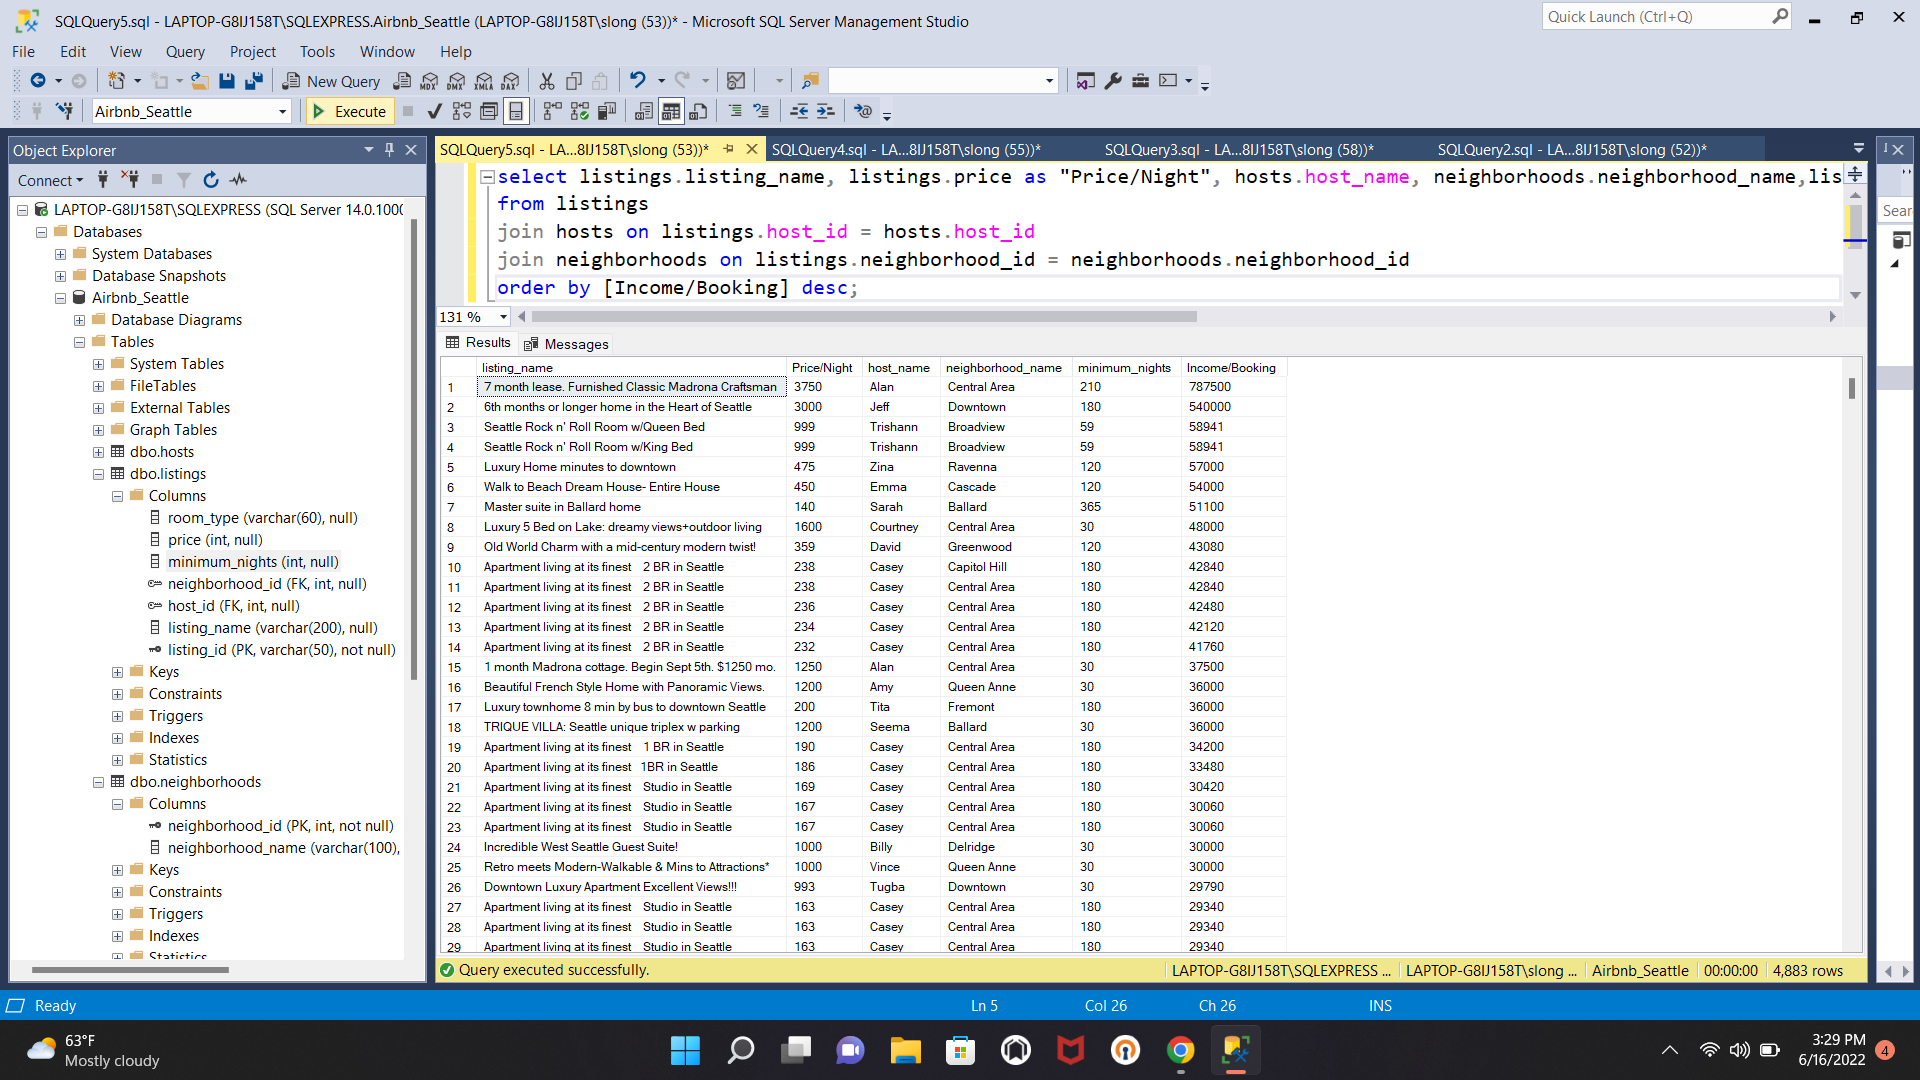 SQLQuery5.sql - LAPTOP-G8IJ158T\SQLEXPRESS.Airbnb_Seattle (LAPTOP-G8IJ158T\slong (53))* - Microsoft SQL Server Management Studio
Quick Launch (Ctrl+Q)
File Edit View Query Project Tools Window Help
New Query MDX DMX XMLA DAX
Airbnb_Seattle Execute
Object Explorer
Connect
LAPTOP-G8IJ158T\SQLEXPRESS (SQL Server 14.0.1000
Databases
System Databases
Database Snapshots
Airbnb_Seattle
Database Diagrams
Tables
System Tables
FileTables
External Tables
Graph Tables
dbo.hosts
dbo.listings
Columns
room_type (varchar(60), null)
price (int, null)
minimum_nights (int, null)
neighborhood_id (FK, int, null)
host_id (FK, int, null)
listing_name (varchar(200), null)
listing_id (PK, varchar(50), not null)
Keys
Constraints
Triggers
Indexes
Statistics
dbo.neighborhoods
Columns
neighborhood_id (PK, int, not null)
neighborhood_name (varchar(100),
Keys
Constraints
Triggers
Indexes
Statistics
SQLQuery5.sql - LA...8IJ158T\slong (53))* SQLQuery4.sql - LA...8IJ158T\slong (55))* SQLQuery3.sql - LA...8IJ158T\slong (58))* SQLQuery2.sql - LA...8IJ158T\slong (52))*
select listings.listing_name, listings.price as "Price/Night", hosts.host_name, neighborhoods.neighborhood_name,lis
from listings
join hosts on listings.host_id = hosts.host_id
join neighborhoods on listings.neighborhood_id = neighborhoods.neighborhood_id
order by [Income/Booking] desc;
Sear
131 %
Results Messages
listing_name Price/Night host_name neighborhood_name minimum_nights Income/Booking
1 7 month lease. Furnished Classic Madrona Craftsman 3750 Alan Central Area 210 787500
2 6th months or longer home in the Heart of Seattle 3000 Jeff Downtown 180 540000
3 Seattle Rock n' Roll Room w/Queen Bed 999 Trishann Broadview 59 58941
4 Seattle Rock n' Roll Room w/King Bed 999 Trishann Broadview 59 58941
5 Luxury Home minutes to downtown 475 Zina Ravenna 120 57000
6 Walk to Beach Dream House- Entire House 450 Emma Cascade 120 54000
7 Master suite in Ballard home 140 Sarah Ballard 365 51100
8 Luxury 5 Bed on Lake: dreamy views+outdoor living 1600 Courtney Central Area 30 48000
9 Old World Charm with a mid-century modern twist! 359 David Greenwood 120 43080
10 Apartment living at its finest 2 BR in Seattle 238 Casey Capitol Hill 180 42840
11 Apartment living at its finest 2 BR in Seattle 238 Casey Central Area 180 42840
12 Apartment living at its finest 2 BR in Seattle 236 Casey Central Area 180 42480
13 Apartment living at its finest 2 BR in Seattle 234 Casey Central Area 180 42120
14 Apartment living at its finest 2 BR in Seattle 232 Casey Central Area 180 41760
15 1 month Madrona cottage. Begin Sept 5th. $1250 mo. 1250 Alan Central Area 30 37500
16 Beautiful French Style Home with Panoramic Views. 1200 Amy Queen Anne 30 36000
17 Luxury townhome 8 min by bus to downtown Seattle 200 Tita Fremont 180 36000
18 TRIQUE VILLA: Seattle unique triplex w parking 1200 Seema Ballard 30 36000
19 Apartment living at its finest 1 BR in Seattle 190 Casey Central Area 180 34200
20 Apartment living at its finest 1BR in Seattle 186 Casey Central Area 180 33480
21 Apartment living at its finest Studio in Seattle 169 Casey Central Area 180 30420
22 Apartment living at its finest Studio in Seattle 167 Casey Central Area 180 30060
23 Apartment living at its finest Studio in Seattle 167 Casey Central Area 180 30060
24 Incredible West Seattle Guest Suite! 1000 Billy Delridge 30 30000
25 Retro meets Modern-Walkable & Mins to Attractions* 1000 Vince Queen Anne 30 30000
26 Downtown Luxury Apartment Excellent Views!!! 993 Tugba Downtown 30 29790
27 Apartment living at its finest Studio in Seattle 163 Casey Central Area 180 29340
28 Apartment living at its finest Studio in Seattle 163 Casey Central Area 180 29340
29 Apartment living at its finest Studio in Seattle 163 Casey Central Area 180 29340
Query executed successfully. LAPTOP-G8IJ158T\SQLEXPRESS ... LAPTOP-G8IJ158T\slong ... Airbnb_Seattle 00:00:00 4,883 rows
Ready Ln 5 Col 26 Ch 26 INS
63°F
Mostly cloudy
3:29 PM
6/16/2022
4